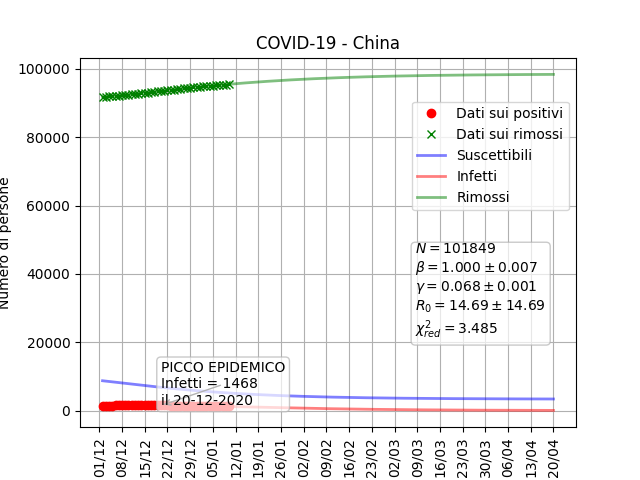 COVID-19 - China
Numero di persone
100000
80000
60000
40000
20000
0
Dati sui positivi
Dati sui rimossi
Suscettibili
Infetti
Rimossi
N = 101849
β = 1.000 ± 0.007
γ = 0.068 ± 0.001
R₀ = 14.69 ± 14.69
χ²_red = 3.485
PICCO EPIDEMICO
Infetti = 1468
il 20-12-2020
01/12
08/12
15/12
22/12
29/12
05/01
12/01
19/01
26/01
02/02
09/02
16/02
23/02
02/03
09/03
16/03
23/03
30/03
06/04
13/04
20/04